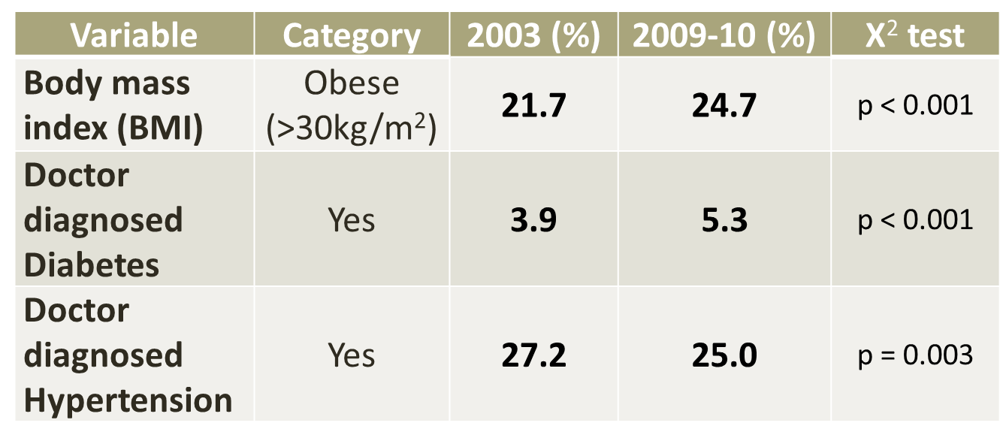 Variable Category 2003 (%) 2009-10 (%) X² test
Body mass index (BMI) Obese (>30kg/m²) 21.7 24.7 p < 0.001
Doctor diagnosed Diabetes Yes 3.9 5.3 p < 0.001
Doctor diagnosed Hypertension Yes 27.2 25.0 p = 0.003